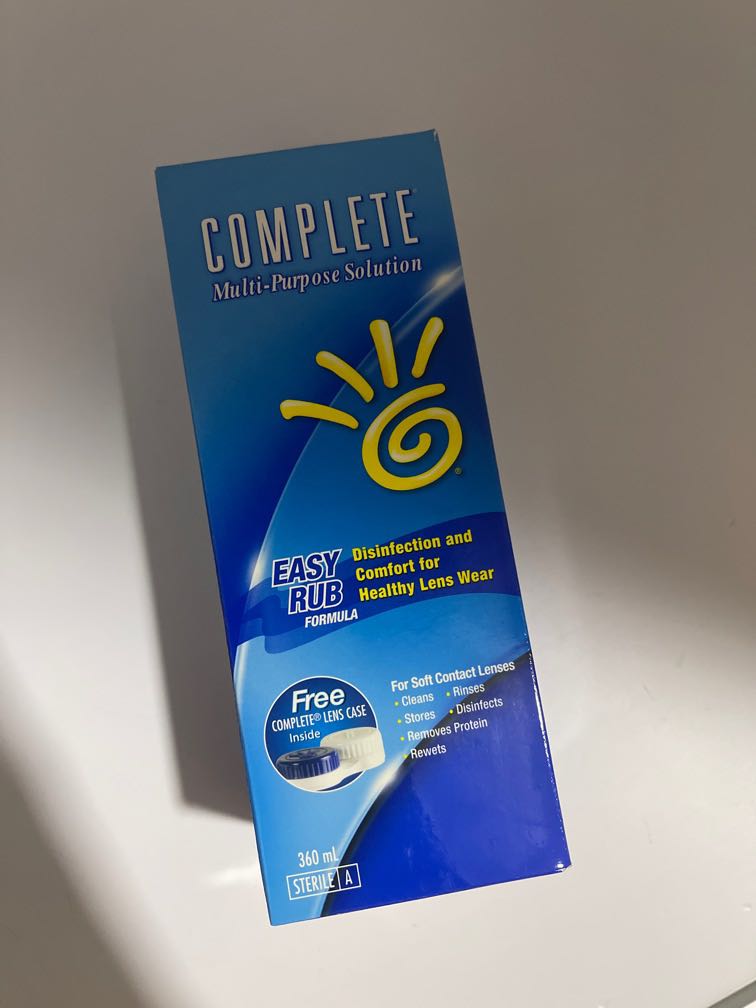 COMPLETE®
Multi-Purpose Solution
®
EASY
RUB
FORMULA
Disinfection and
Comfort for
Healthy Lens Wear
Free
COMPLETE® LENS CASE
Inside
For Soft Contact Lenses
• Cleans • Rinses
• Stores • Disinfects
• Removes Protein
• Rewets
360 mL
STERILE A